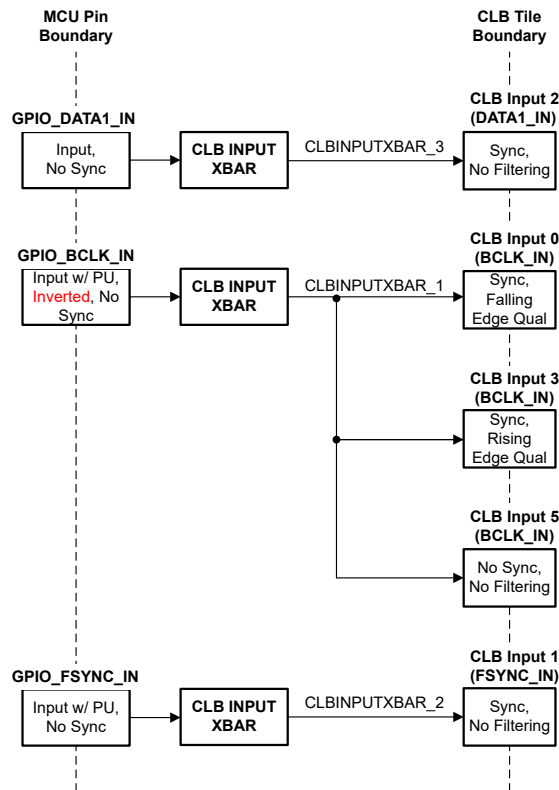 MCU Pin
Boundary
CLB Tile
Boundary
GPIO_DATA1_IN
Input,
No Sync
CLB INPUT
XBAR
CLBINPUTXBAR_3
CLB Input 2
(DATA1_IN)
Sync,
No Filtering
GPIO_BCLK_IN
Input w/ PU,
Inverted, No
Sync
CLB INPUT
XBAR
CLBINPUTXBAR_1
CLB Input 0
(BCLK_IN)
Sync,
Falling
Edge Qual
CLB Input 3
(BCLK_IN)
Sync,
Rising
Edge Qual
CLB Input 5
(BCLK_IN)
No Sync,
No Filtering
GPIO_FSYNC_IN
Input w/ PU,
No Sync
CLB INPUT
XBAR
CLBINPUTXBAR_2
CLB Input 1
(FSYNC_IN)
Sync,
No Filtering